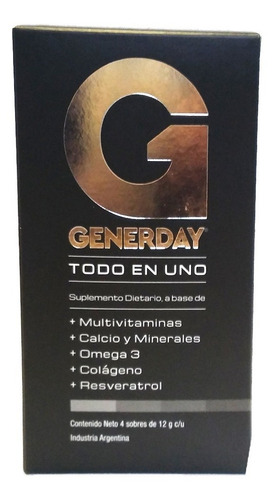 G
GENERDAY
TODO EN UNO
Suplemento Dietario, a base de
+ Multivitaminas
+ Calcio y Minerales
+ Omega 3
+ Colágeno
+ Resveratrol
Contenido Neto 4 sobres de 12 g c/u
Industria Argentina